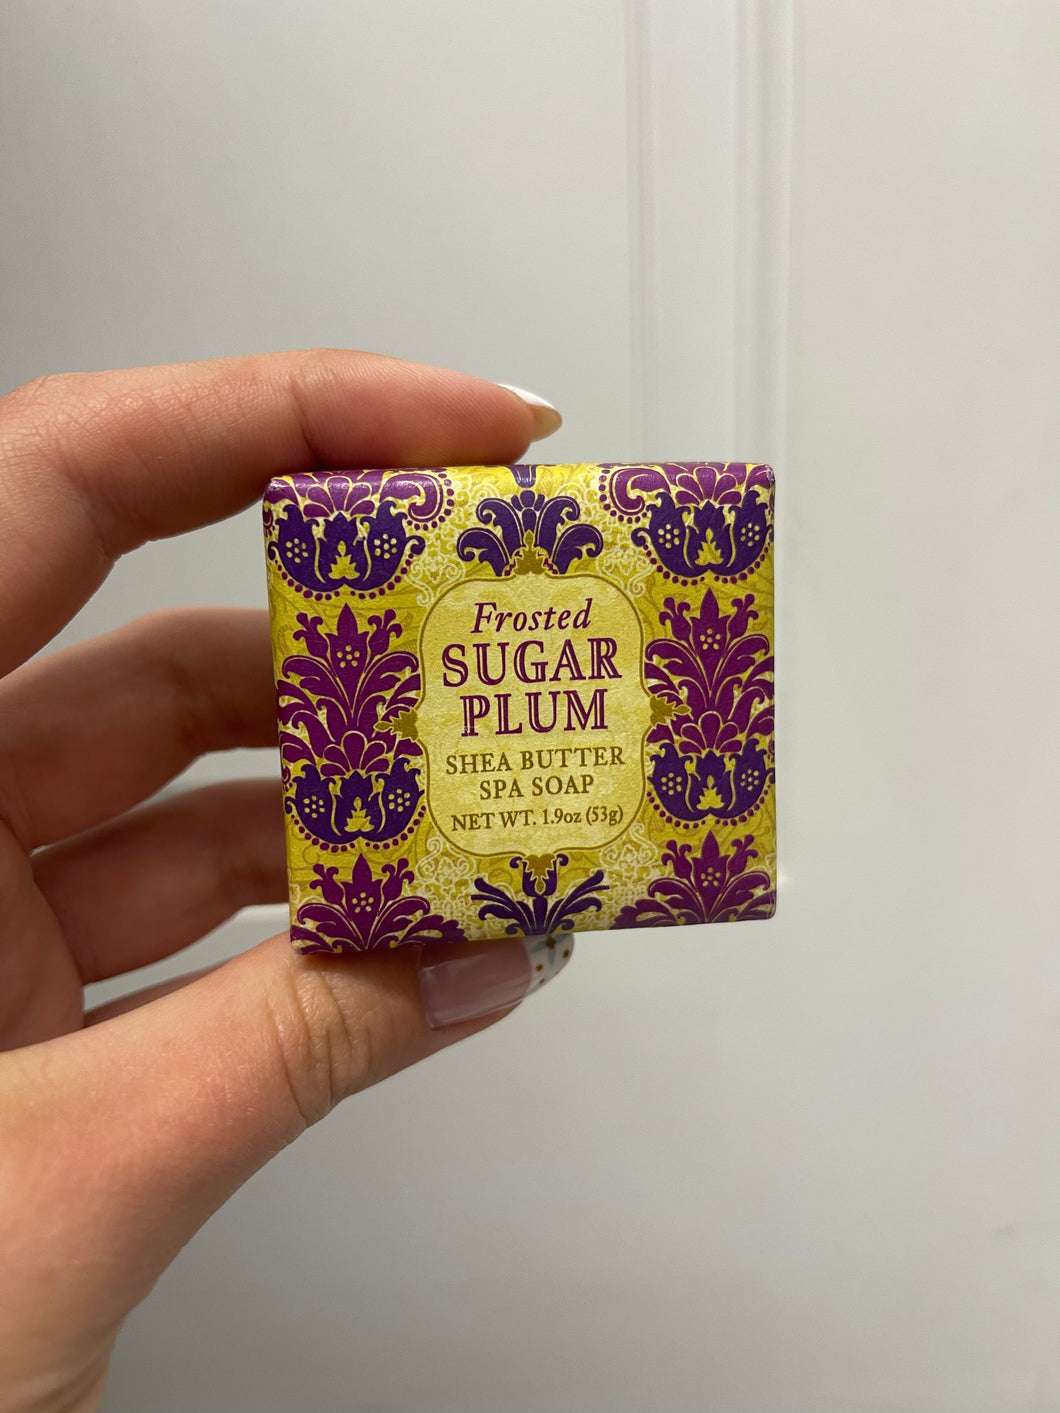 Frosted
SUGAR
PLUM
SHEA BUTTER
SPA SOAP
NET WT. 1.9oz (53g)